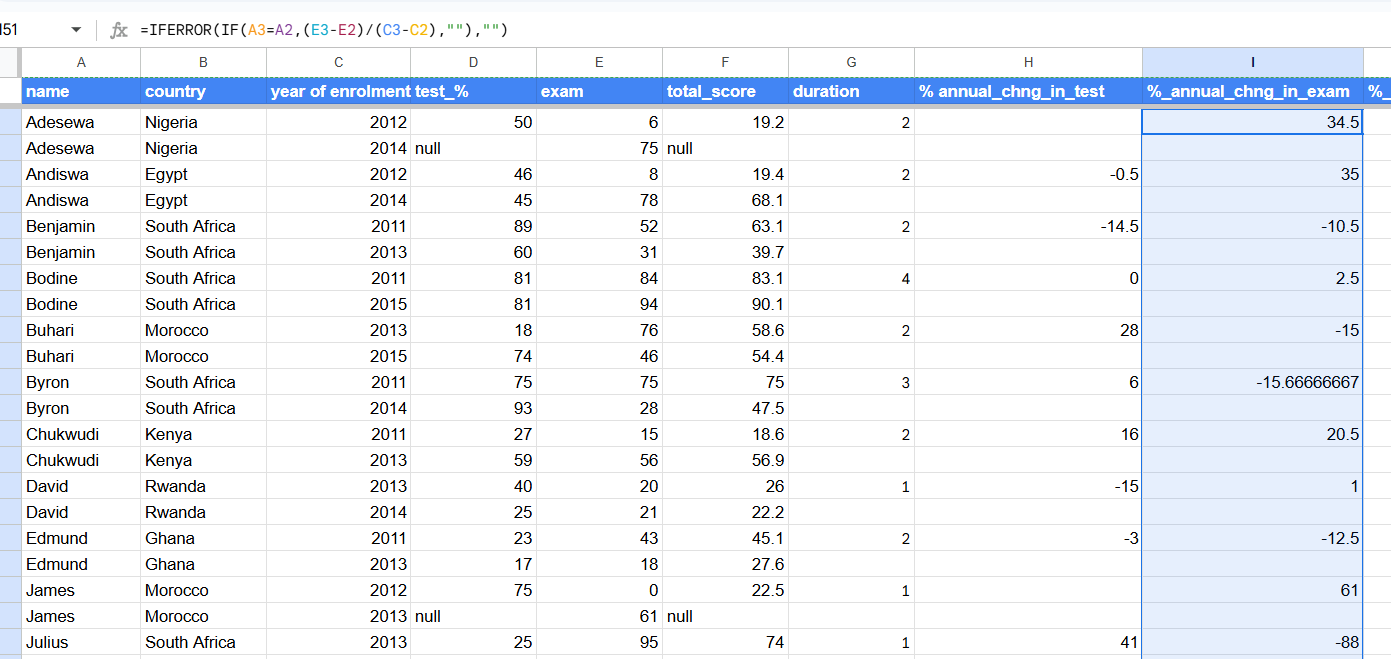 =IFERROR(IF(A3=A2,(E3-E2)/(C3-C2),""),"")
A B C D E F G H I
name country year of enrolment test_% exam total_score duration % annual_chng_in_test %_annual_chng_in_exam %_
Adesewa Nigeria 2012 50 6 19.2 2 34.5
Adesewa Nigeria 2014 null 75 null
Andiswa Egypt 2012 46 8 19.4 2 -0.5 35
Andiswa Egypt 2014 45 78 68.1
Benjamin South Africa 2011 89 52 63.1 2 -14.5 -10.5
Benjamin South Africa 2013 60 31 39.7
Bodine South Africa 2011 81 84 83.1 4 0 2.5
Bodine South Africa 2015 81 94 90.1
Buhari Morocco 2013 18 76 58.6 2 28 -15
Buhari Morocco 2015 74 46 54.4
Byron South Africa 2011 75 75 75 3 6 -15.66666667
Byron South Africa 2014 93 28 47.5
Chukwudi Kenya 2011 27 15 18.6 2 16 20.5
Chukwudi Kenya 2013 59 56 56.9
David Rwanda 2013 40 20 26 1 -15 1
David Rwanda 2014 25 21 22.2
Edmund Ghana 2011 23 43 45.1 2 -3 -12.5
Edmund Ghana 2013 17 18 27.6
James Morocco 2012 75 0 22.5 1 61
James Morocco 2013 null 61 null
Julius South Africa 2013 25 95 74 1 41 -88